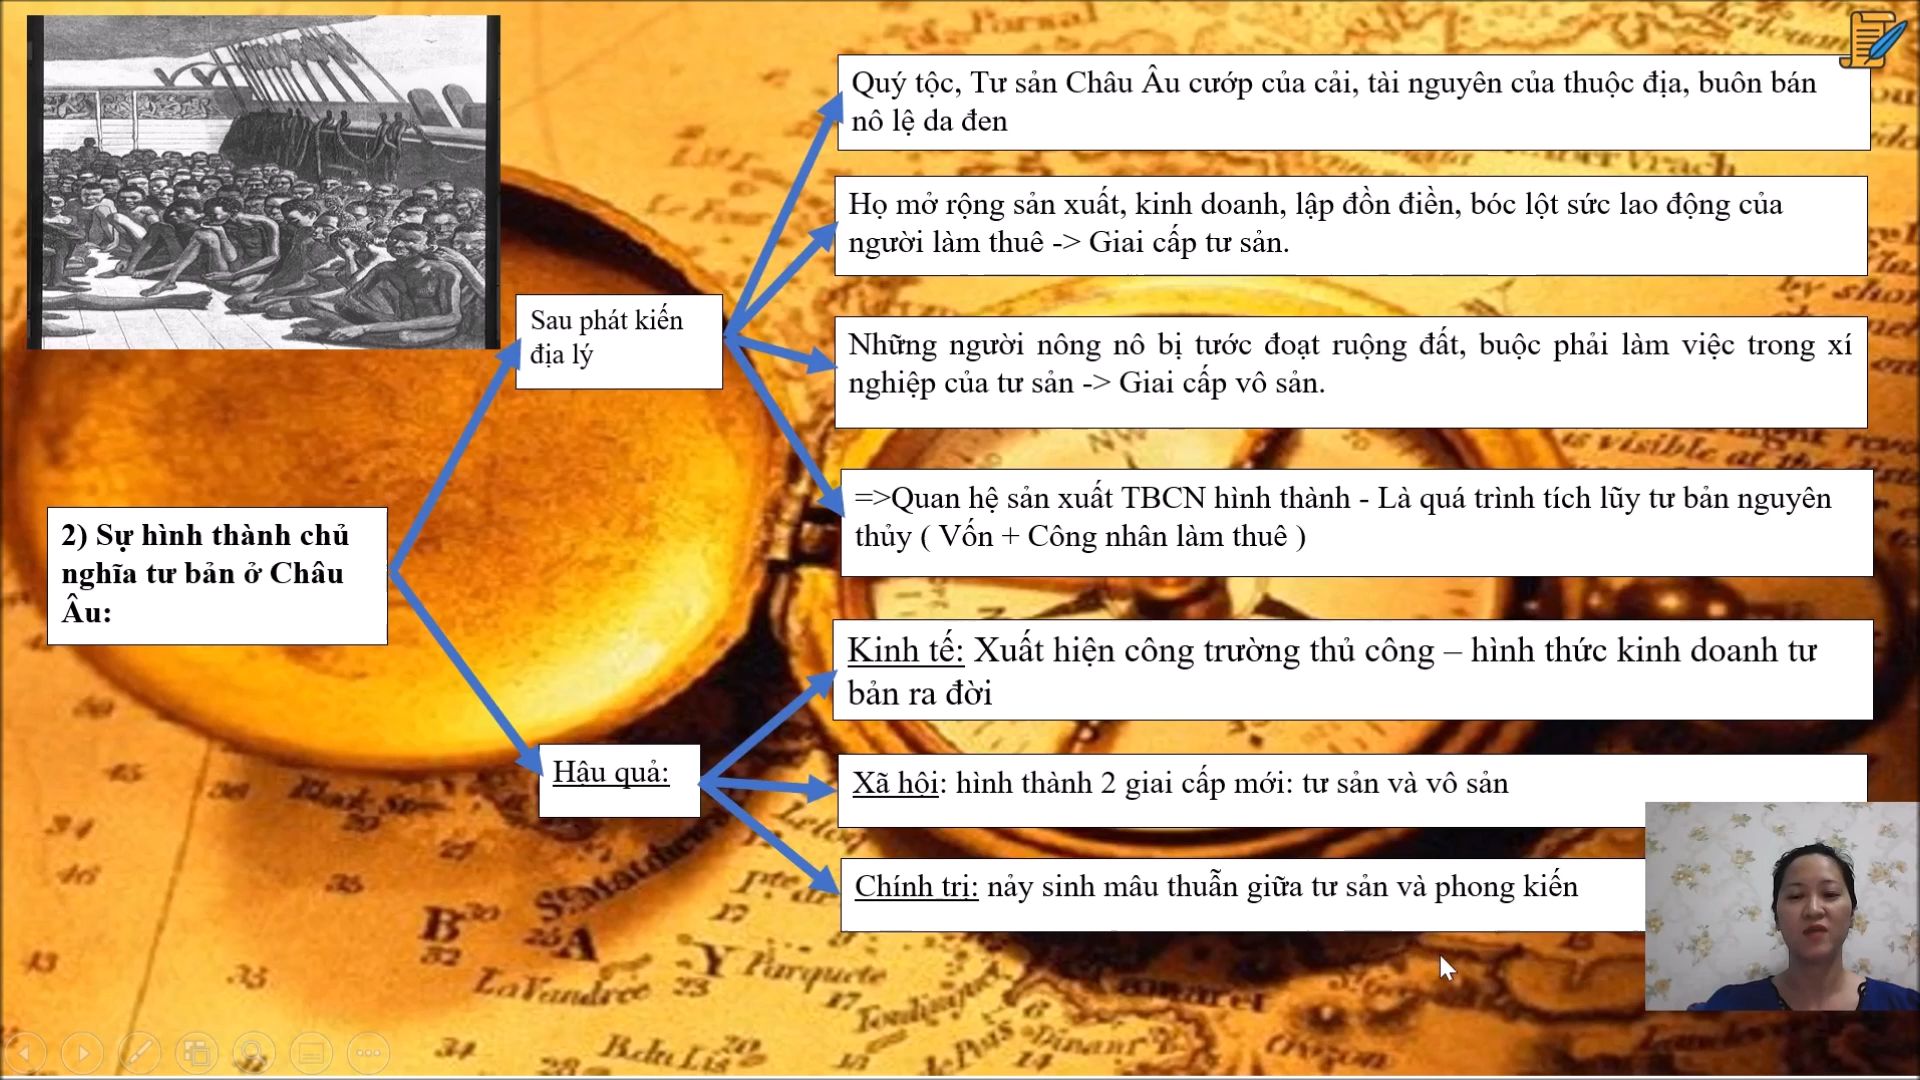 Quý tộc, Tư sản Châu Âu cướp của cải, tài nguyên của thuộc địa, buôn bán
nô lệ da đen
Họ mở rộng sản xuất, kinh doanh, lập đồn điền, bóc lột sức lao động của
người làm thuê -> Giai cấp tư sản.
Sau phát kiến
địa lý
Những người nông nô bị tước đoạt ruộng đất, buộc phải làm việc trong xí
nghiệp của tư sản -> Giai cấp vô sản.
=>Quan hệ sản xuất TBCN hình thành - Là quá trình tích lũy tư bản nguyên
thủy ( Vốn + Công nhân làm thuê )
2) Sự hình thành chủ
nghĩa tư bản ở Châu
Âu:
Kinh tế: Xuất hiện công trường thủ công – hình thức kinh doanh tư
bản ra đời
Hậu quả:
Xã hội: hình thành 2 giai cấp mới: tư sản và vô sản
Chính trị: nảy sinh mâu thuẫn giữa tư sản và phong kiến